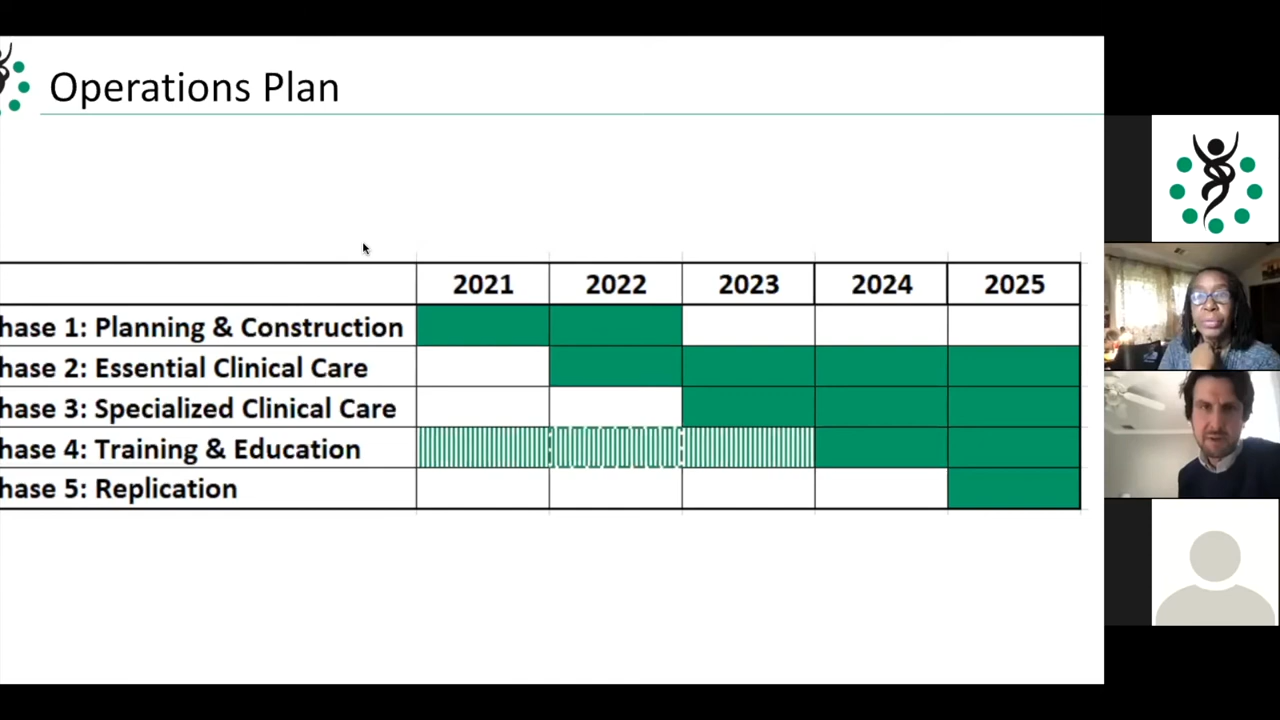 Operations Plan
2021 2022 2023 2024 2025
hase 1: Planning & Construction
hase 2: Essential Clinical Care
hase 3: Specialized Clinical Care
hase 4: Training & Education
hase 5: Replication